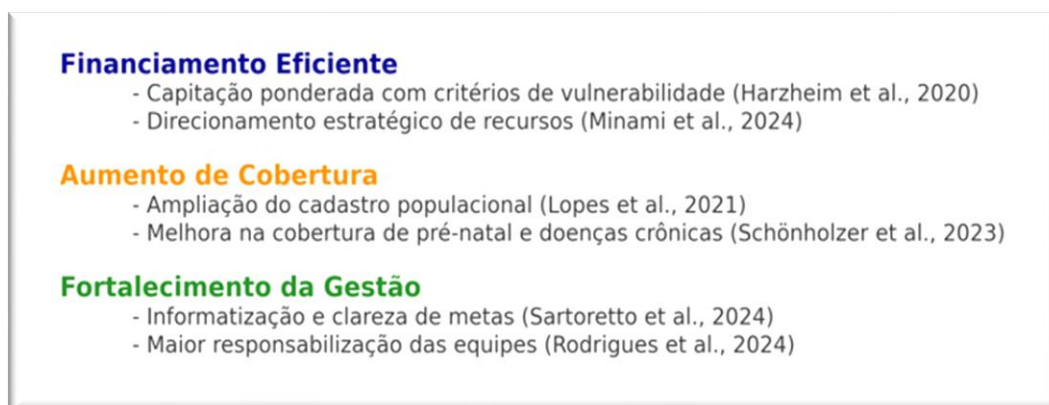 Financiamento Eficiente
- Capitação ponderada com critérios de vulnerabilidade (Harzheim et al., 2020)
- Direcionamento estratégico de recursos (Minami et al., 2024)
Aumento de Cobertura
- Ampliação do cadastro populacional (Lopes et al., 2021)
- Melhora na cobertura de pré-natal e doenças crônicas (Schönholzer et al., 2023)
Fortalecimento da Gestão
- Informatização e clareza de metas (Sartoretto et al., 2024)
- Maior responsabilização das equipes (Rodrigues et al., 2024)